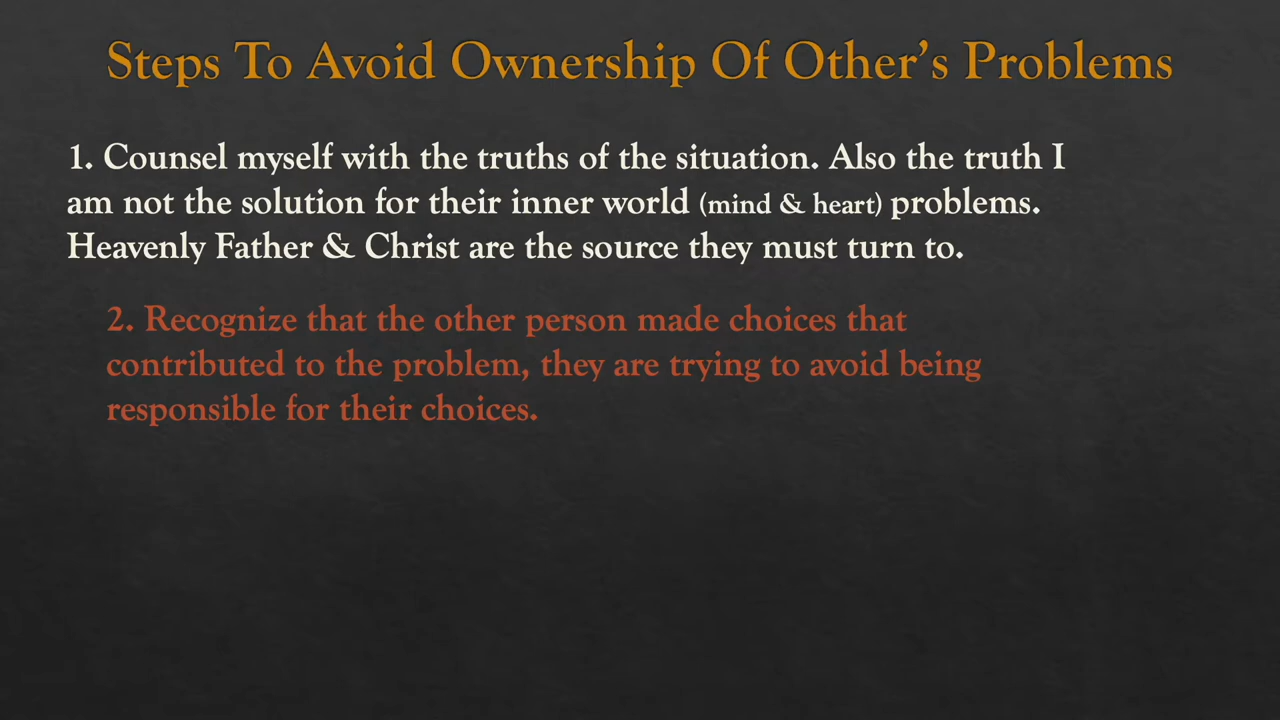 Steps To Avoid Ownership Of Other’s Problems
1. Counsel myself with the truths of the situation. Also the truth I
am not the solution for their inner world (mind & heart) problems.
Heavenly Father & Christ are the source they must turn to.
2. Recognize that the other person made choices that
contributed to the problem, they are trying to avoid being
responsible for their choices.